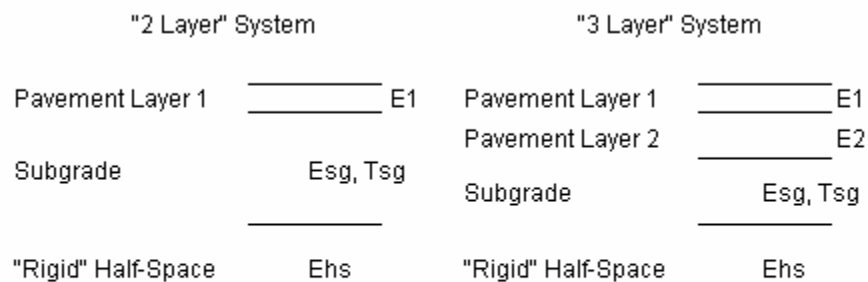 "2 Layer" System
Pavement Layer 1 E1
Subgrade Esg, Tsg
"Rigid" Half-Space Ehs
"3 Layer" System
Pavement Layer 1 E1
Pavement Layer 2 E2
Subgrade Esg, Tsg
"Rigid" Half-Space Ehs